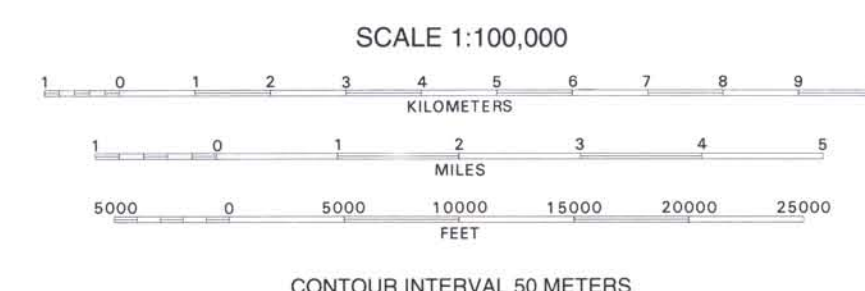 SCALE 1:100,000
1 0 1 2 3 4 5 6 7 8 9
KILOMETERS
1 0 1 2 3 4 5
MILES
5000 0 5000 10000 15000 20000 25000
FEET
CONTOUR INTERVAL 50 METERS